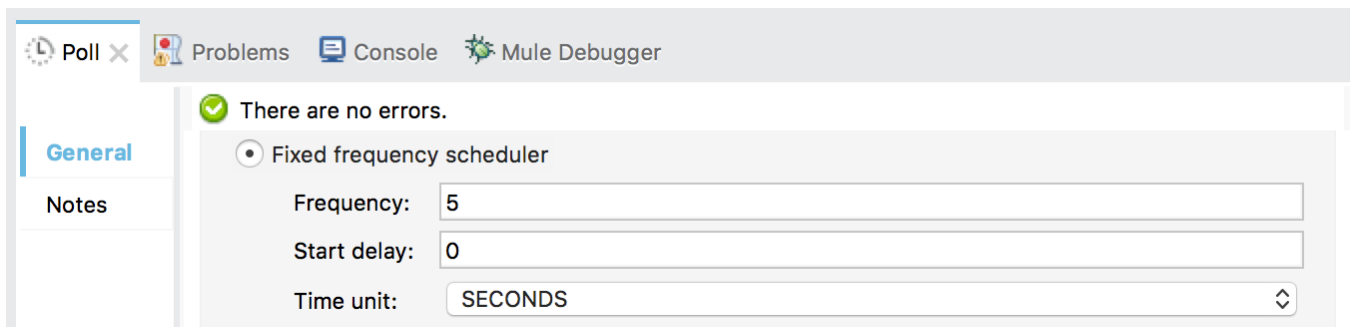 Poll Problems Console Mule Debugger
There are no errors.
General
Fixed frequency scheduler
Notes
Frequency: 5
Start delay: 0
Time unit: SECONDS